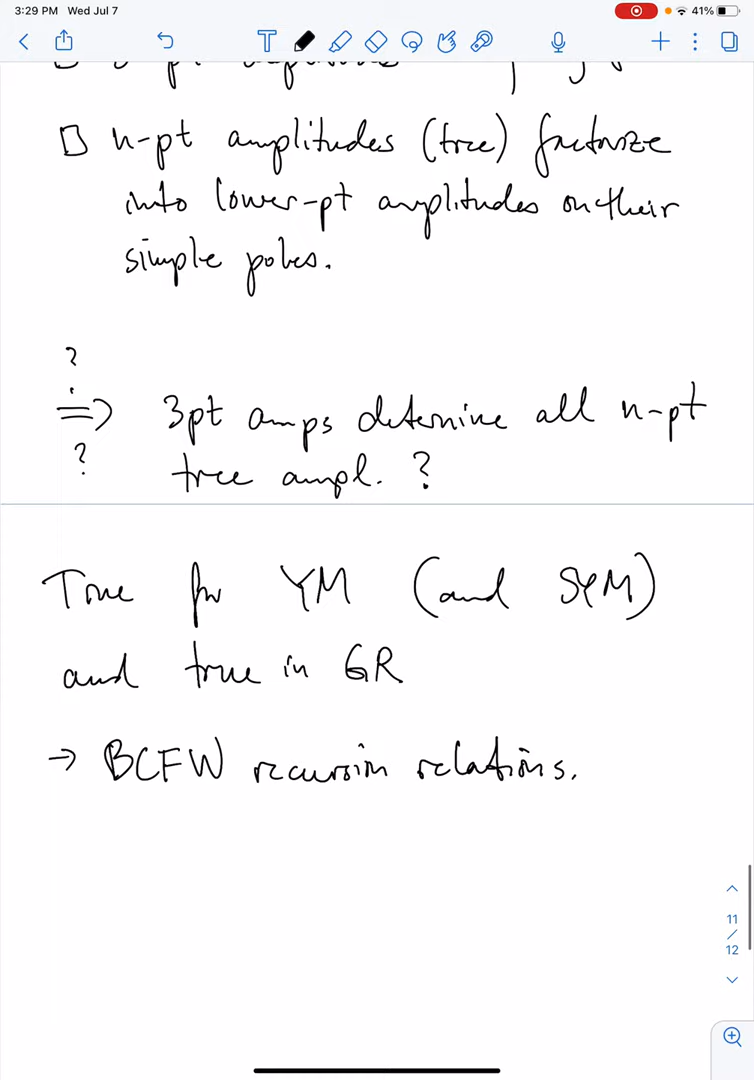 3:29 PM Wed Jul 7
41%
n-pt amplitudes (tree) factorize
into lower-pt amplitudes on their
simple poles.
?
⇒ 3pt amps determine all n-pt
? tree ampl. ?
True for YM (and SYM)
and true in GR
→ BCFW recursion relations.
11
/
12